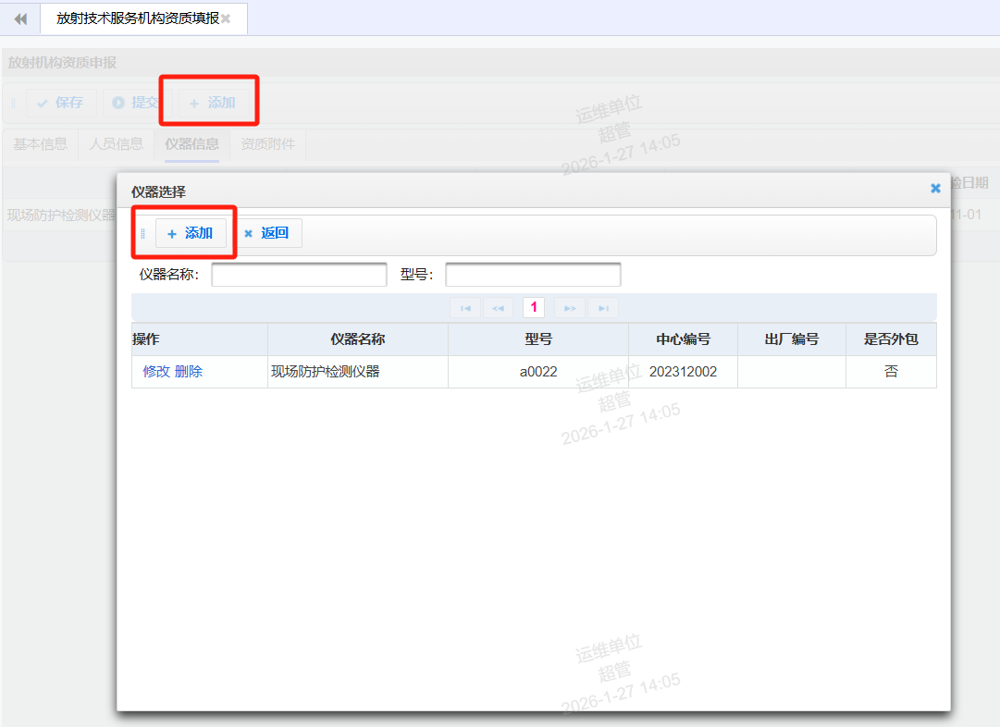 放射技术服务机构资质填报
放射机构资质申报
保存 提交 添加
基本信息 人员信息 仪器信息 资质附件
运维单位
超管
2026-1-27 14:05
仪器选择
验日期
现场防护检测仪器
11-01
添加 返回
仪器名称： 型号：
1
操作 仪器名称 型号 中心编号 出厂编号 是否外包
修改 删除 现场防护检测仪器 a0022 202312002 否
运维单位
超管
2026-1-27 14:05
运维单位
超管
2026-1-27 14:05